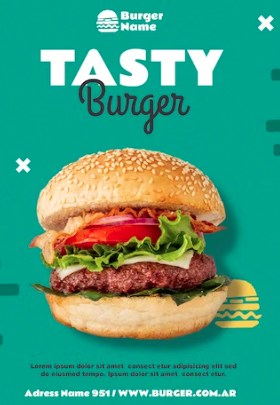 Burger
Name
TASTY
Burger
Lorem ipsum dolor sit amet consect etur adipisicing elit sed
do eiusmod tempo. Ipsum dolor sit amet consect etur.
Adress Name 951 / WWW.BURGER.COM.AR